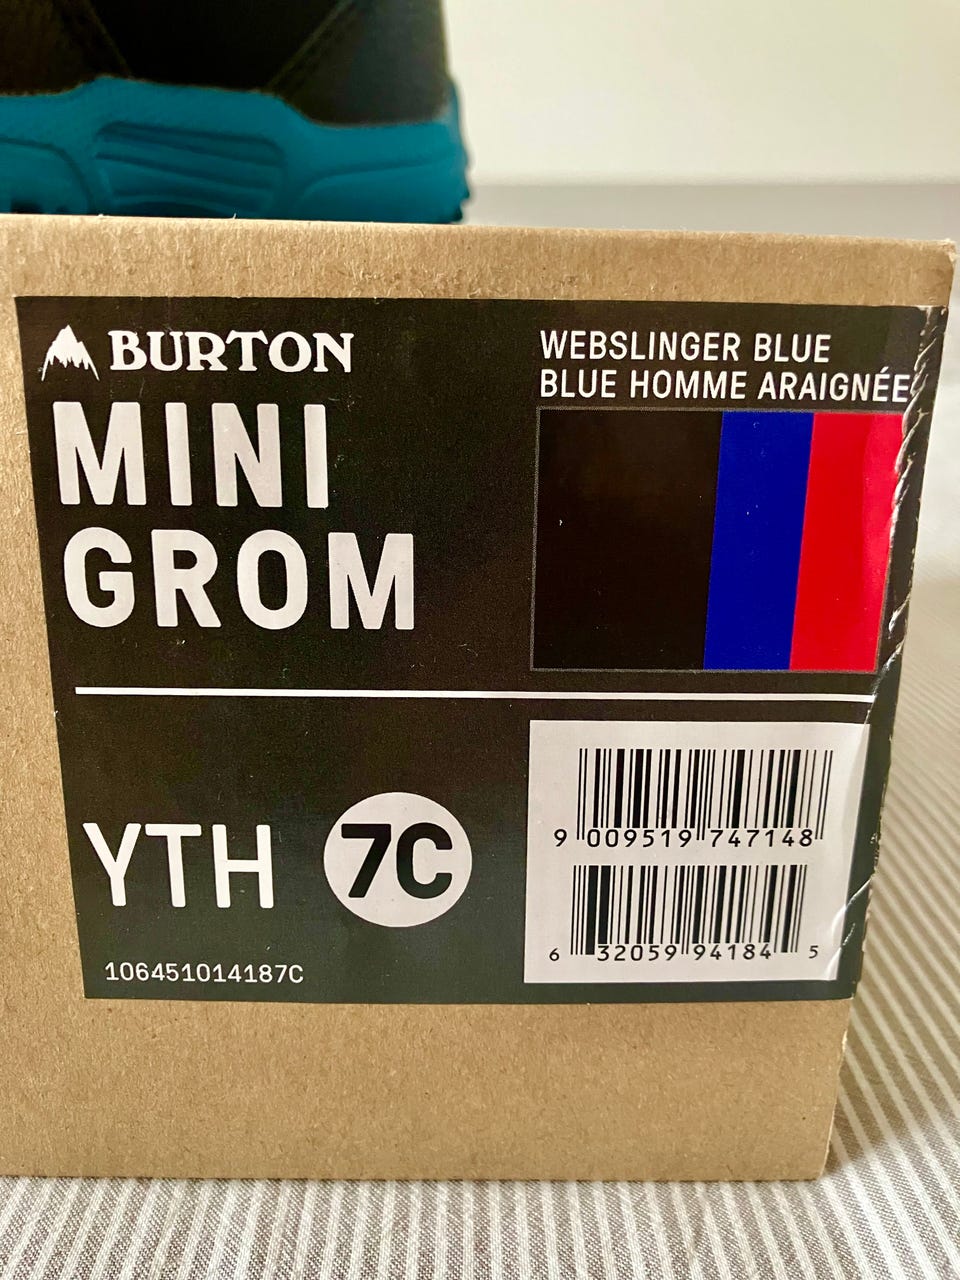 BURTON
MINI
GROM
WEBSLINGER BLUE
BLUE HOMME ARAIGNÉE
YTH 7C
106451014187C
9 009519 747148
6 32059 94184 5